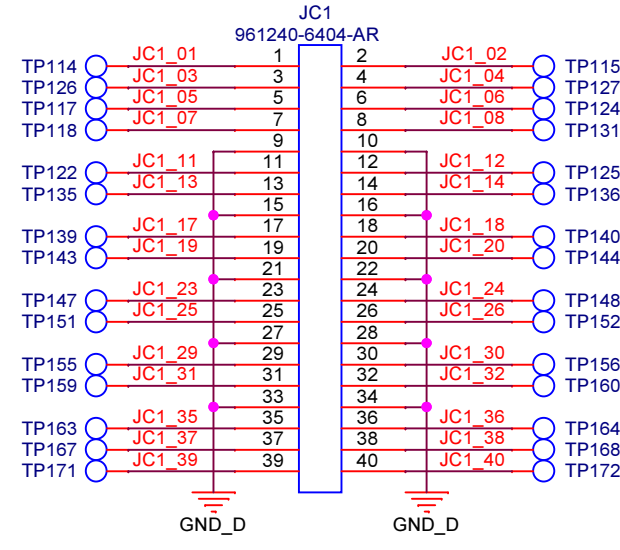 JC1
961240-6404-AR
TP114 JC1_01 1 2 JC1_02 TP115
TP126 JC1_03 3 4 JC1_04 TP127
TP117 JC1_05 5 6 JC1_06 TP124
TP118 JC1_07 7 8 JC1_08 TP131
9 10
TP122 JC1_11 11 12 JC1_12 TP125
TP135 JC1_13 13 14 JC1_14 TP136
15 16
TP139 JC1_17 17 18 JC1_18 TP140
TP143 JC1_19 19 20 JC1_20 TP144
21 22
TP147 JC1_23 23 24 JC1_24 TP148
TP151 JC1_25 25 26 JC1_26 TP152
27 28
TP155 JC1_29 29 30 JC1_30 TP156
TP159 JC1_31 31 32 JC1_32 TP160
33 34
TP163 JC1_35 35 36 JC1_36 TP164
TP167 JC1_37 37 38 JC1_38 TP168
TP171 JC1_39 39 40 JC1_40 TP172
GND_D GND_D